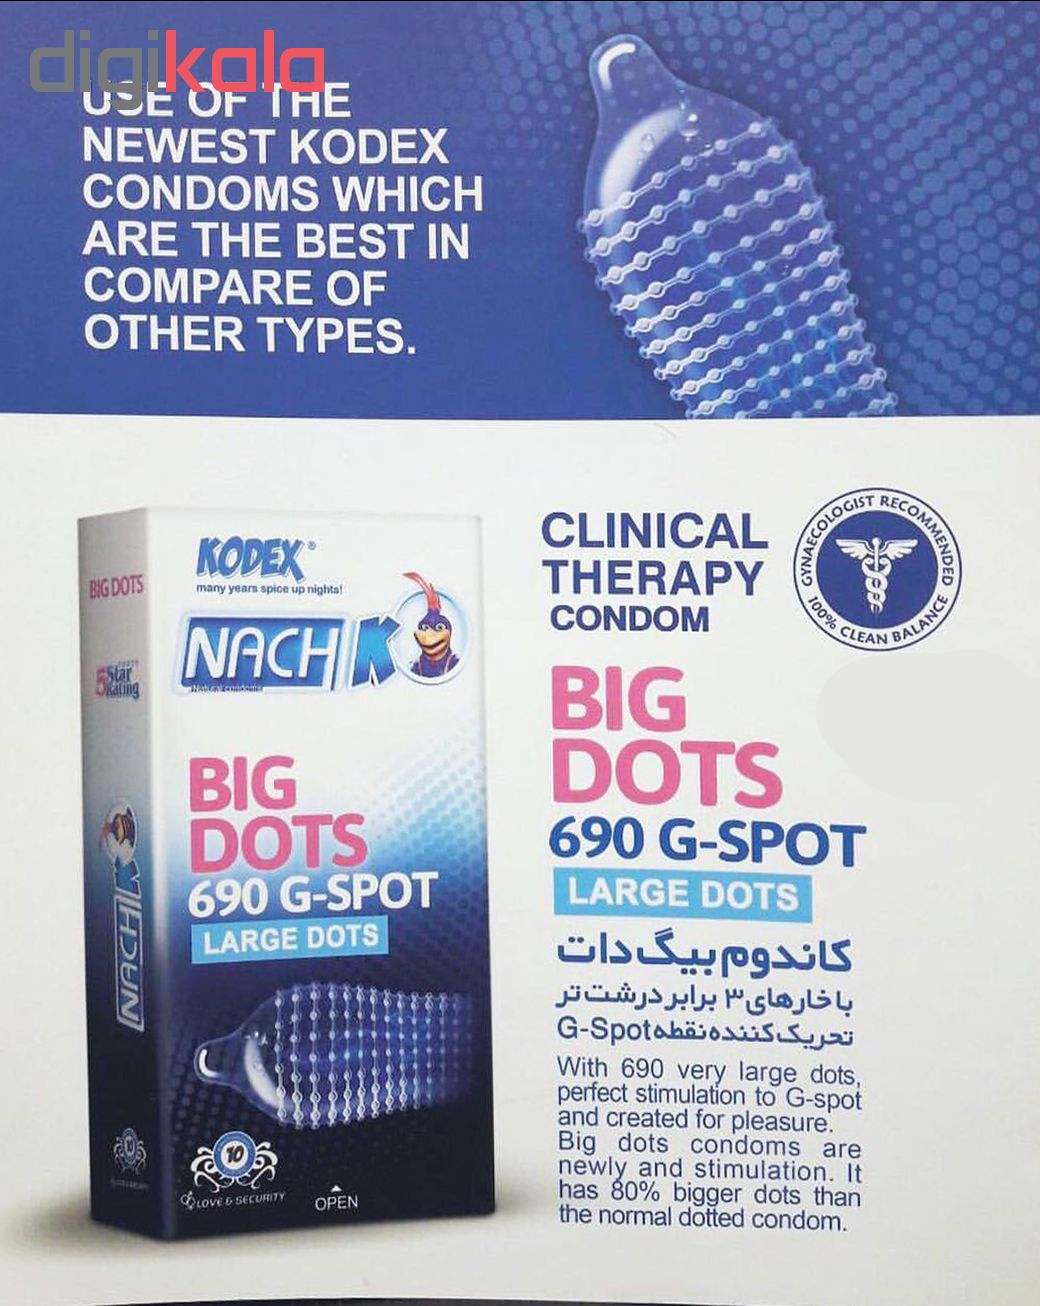 digikala
USE OF THE
NEWEST KODEX
CONDOMS WHICH
ARE THE BEST IN
COMPARE OF
OTHER TYPES.
CLINICAL
THERAPY
CONDOM
GYNAECOLOGIST RECOMMENDED
100% CLEAN BALANCE
BIG
DOTS
690 G-SPOT
LARGE DOTS
کاندوم بیگ دات
با خارهای ۳ برابر درشت تر
تحریک کننده نقطه G-Spot
With 690 very large dots,
perfect stimulation to G-spot
and created for pleasure.
Big dots condoms are
newly and stimulation. It
has 80% bigger dots than
the normal dotted condom.
KODEX®
many years spice up nights!
NACH K
BIG
DOTS
690 G-SPOT
LARGE DOTS
10
LOVE & SECURITY
OPEN
BIG DOTS
5 Star
Rating
NACH K